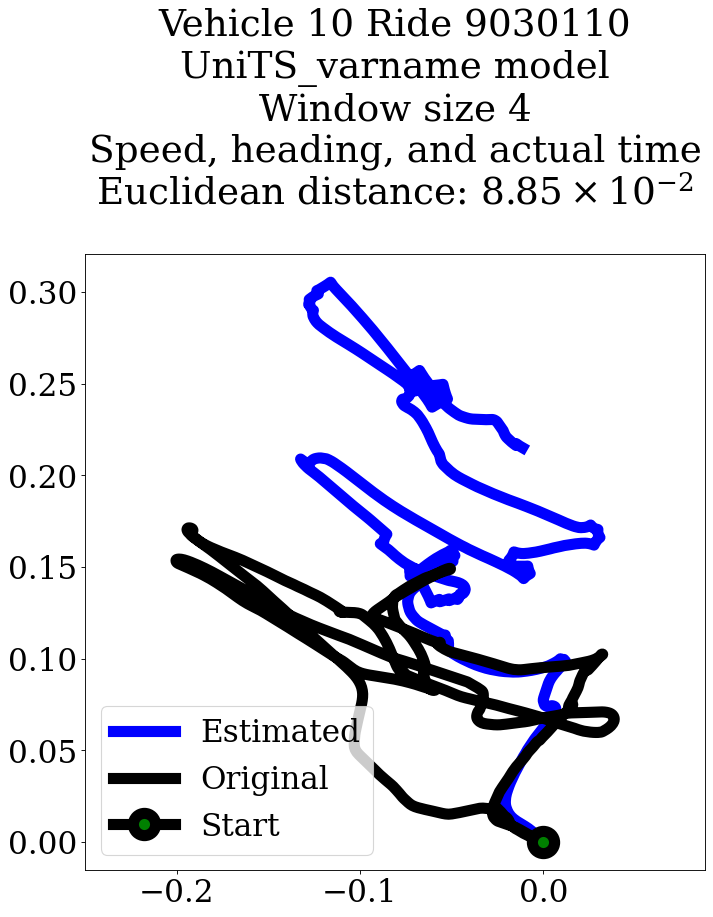 Vehicle 10 Ride 9030110
UniTS_varname model
Window size 4
Speed, heading, and actual time
Euclidean distance: 8.85 × 10⁻²
0.30
0.25
0.20
0.15
0.10
0.05
0.00
Estimated
Original
Start
−0.2
−0.1
0.0